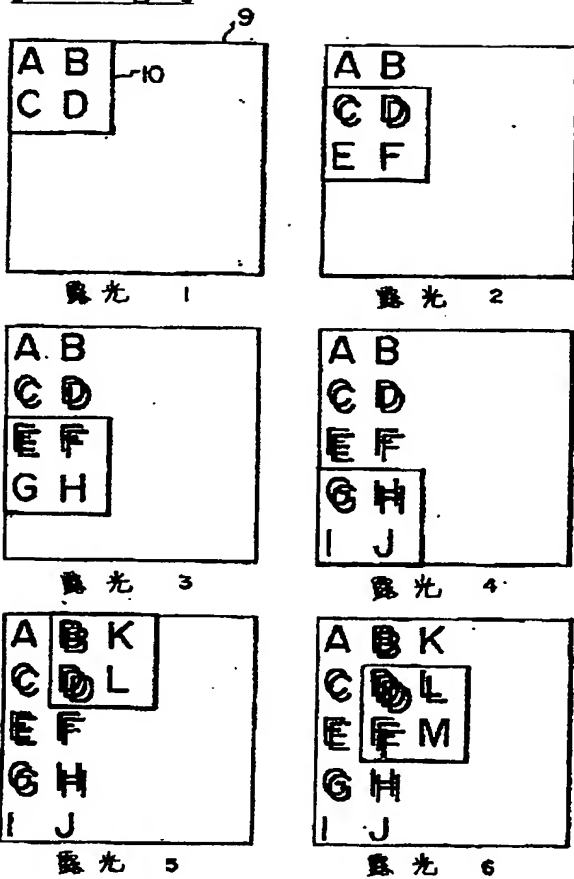 9
A B
10
C D
露光 1
A B
C D
E F
露光 2
A B
C D
E F
G H
露光 3
A B
C D
E F
G H
I J
露光 4
A B K
C D L
E F
G H
I J
露光 5
A B K
C D L
E F M
G H
I J
露光 6